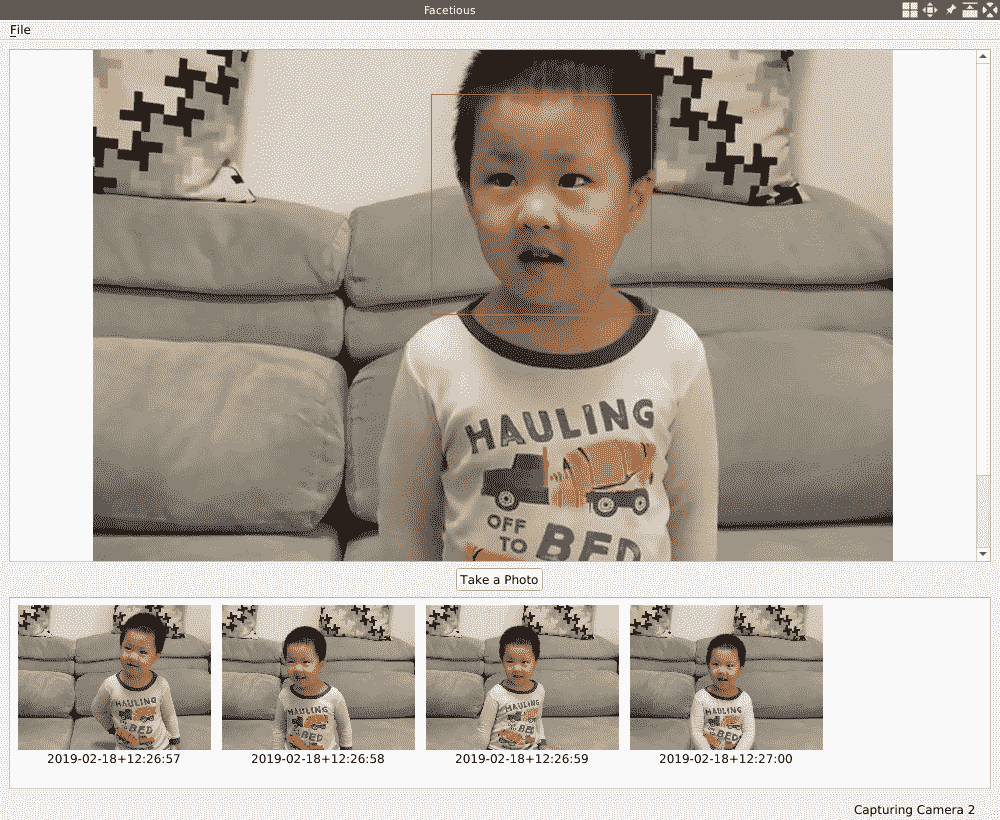 Facetious
File
HAULING
OFF
TO BED
Take a Photo
HAULING
BED
HAULING
BED
HAULING
BED
HAULING
BED
2019-02-18+12:26:57
2019-02-18+12:26:58
2019-02-18+12:26:59
2019-02-18+12:27:00
Capturing Camera 2